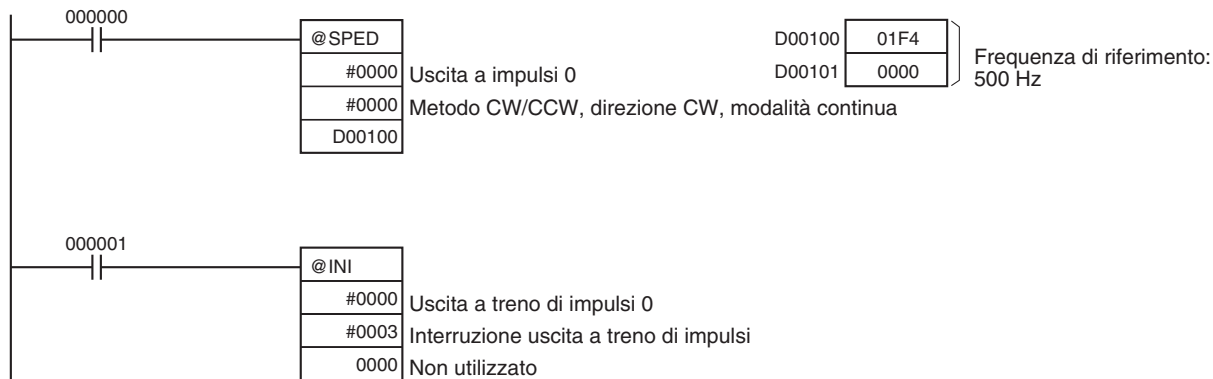 000000
@SPED
#0000 Uscita a impulsi 0
#0000 Metodo CW/CCW, direzione CW, modalità continua
D00100
D00100 01F4
D00101 0000
Frequenza di riferimento:
500 Hz
000001
@INI
#0000 Uscita a treno di impulsi 0
#0003 Interruzione uscita a treno di impulsi
0000 Non utilizzato